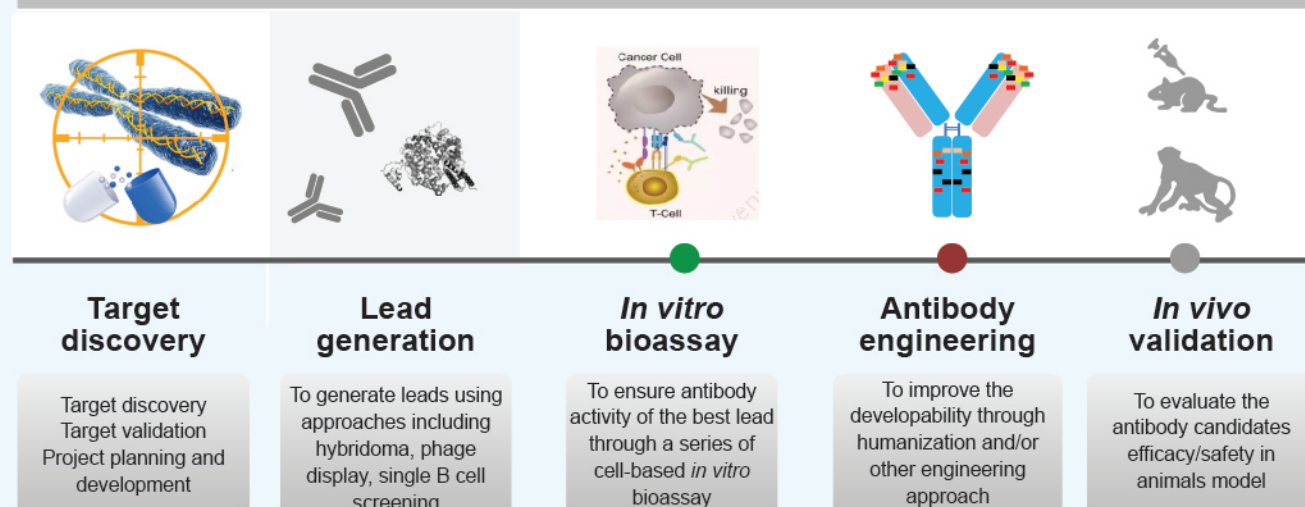 Cancer Cell
killing
T-Cell
Target
discovery
Lead
generation
In vitro
bioassay
Antibody
engineering
In vivo
validation
Target discovery
Target validation
Project planning and
development
To generate leads using
approaches including
hybridoma, phage
display, single B cell
screening
To ensure antibody
activity of the best lead
through a series of
cell-based in vitro
bioassay
To improve the
developability through
humanization and/or
other engineering
approach
To evaluate the
antibody candidates
efficacy/safety in
animals model